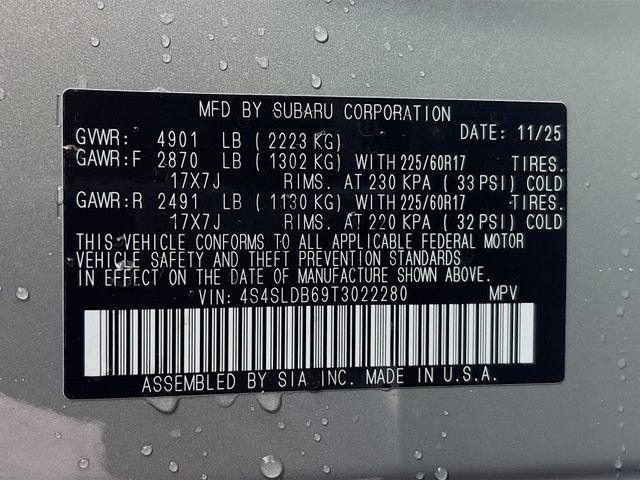 MFD BY SUBARU CORPORATION
DATE: 11/25
GVWR: 4901 LB (2223 KG)
GAWR:F 2870 LB (1302 KG) WITH 225/60R17 TIRES.
17X7J RIMS. AT 230 KPA (33 PSI) COLD
GAWR:R 2491 LB (1130 KG) WITH 225/60R17 TIRES.
17X7J RIMS. AT 220 KPA (32 PSI) COLD
THIS VEHICLE CONFORMS TO ALL APPLICABLE FEDERAL MOTOR
VEHICLE SAFETY AND THEFT PREVENTION STANDARDS
IN EFFECT ON THE DATE OF MANUFACTURE SHOWN ABOVE.
VIN: 4S4SLDB69T3022280 MPV
ASSEMBLED BY SIA INC. MADE IN U.S.A.